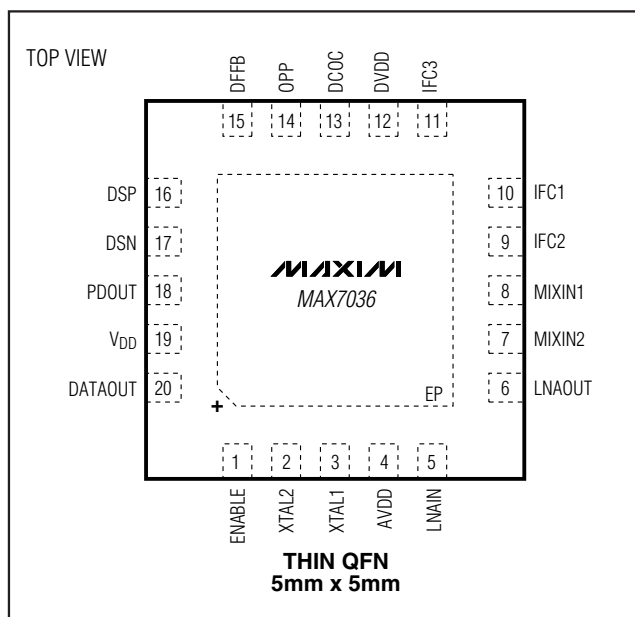 TOP VIEW
DFFB
OPP
DCOC
DVDD
IFC3
15
14
13
12
11
DSP 16
10 IFC1
DSN 17
9 IFC2
PDOUT 18
8 MIXIN1
VDD 19
7 MIXIN2
DATAOUT 20
6 LNAOUT
MAXIM
MAX7036
EP
+
1
2
3
4
5
ENABLE
XTAL2
XTAL1
AVDD
LNAIN
THIN QFN
5mm x 5mm